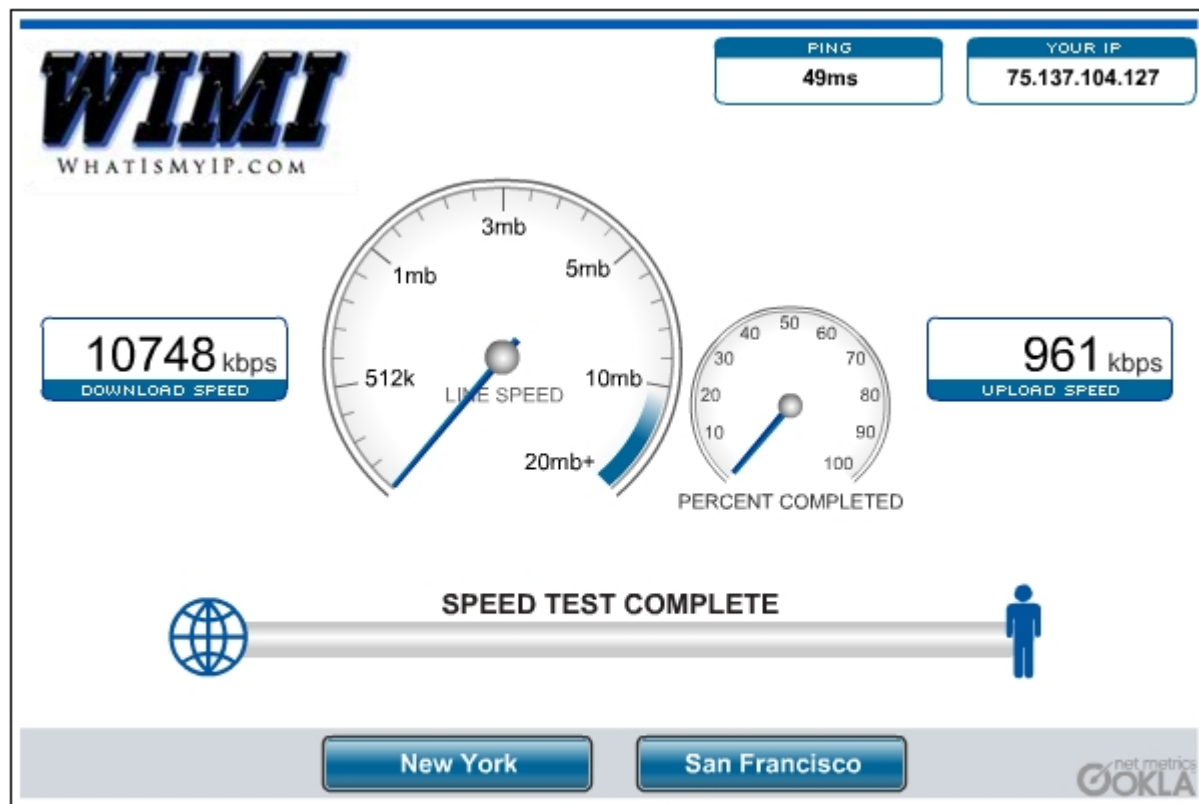 WIMI
WHATISMYIP.COM
PING
49ms
YOUR IP
75.137.104.127
3mb
1mb
5mb
512k
10mb
20mb+
LINE SPEED
10748 kbps
DOWNLOAD SPEED
10
20
30
40
50
60
70
80
90
100
PERCENT COMPLETED
961 kbps
UPLOAD SPEED
SPEED TEST COMPLETE
New York
San Francisco
net metrics
OOKLA